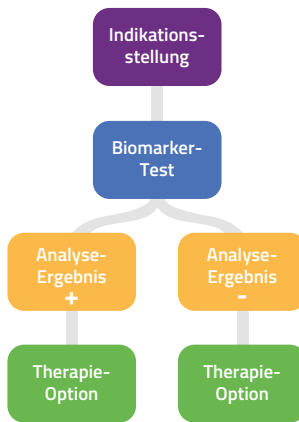 Indikations-
stellung
Biomarker-
Test
Analyse-
Ergebnis
+
Analyse-
Ergebnis
-
Therapie-
Option
Therapie-
Option